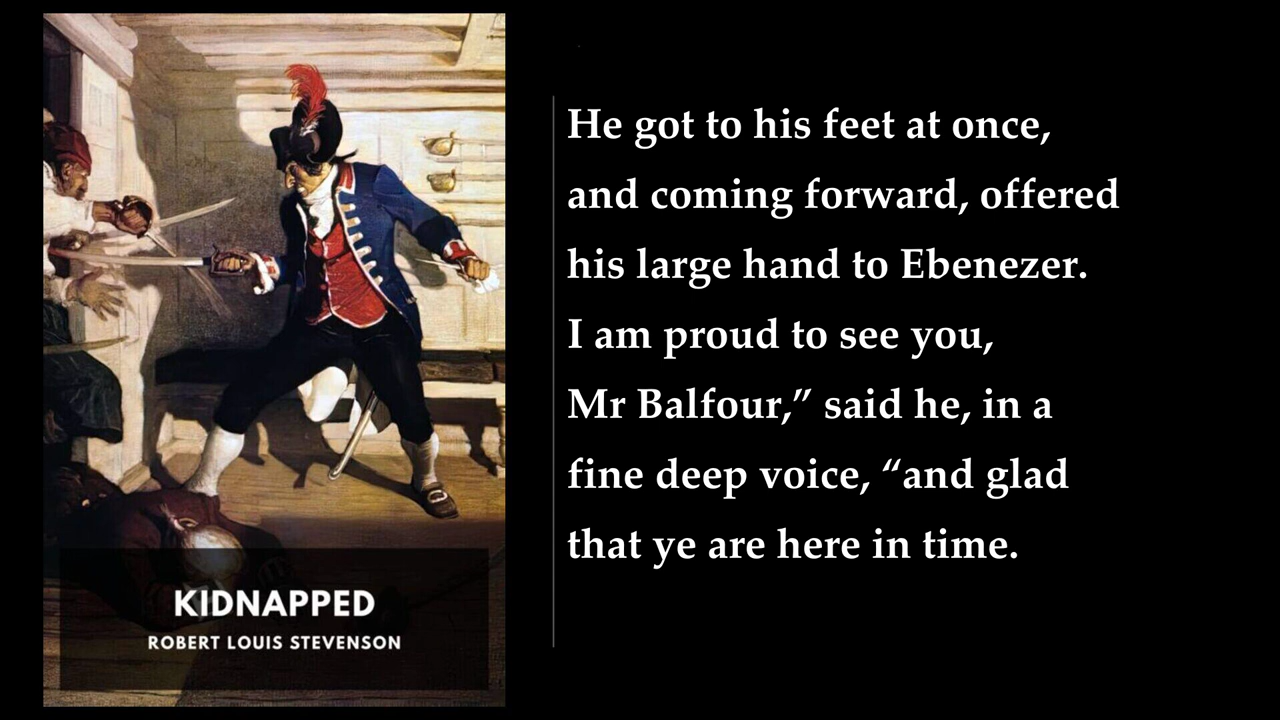 KIDNAPPED
ROBERT LOUIS STEVENSON
He got to his feet at once,
and coming forward, offered
his large hand to Ebenezer.
I am proud to see you,
Mr Balfour,” said he, in a
fine deep voice, “and glad
that ye are here in time.